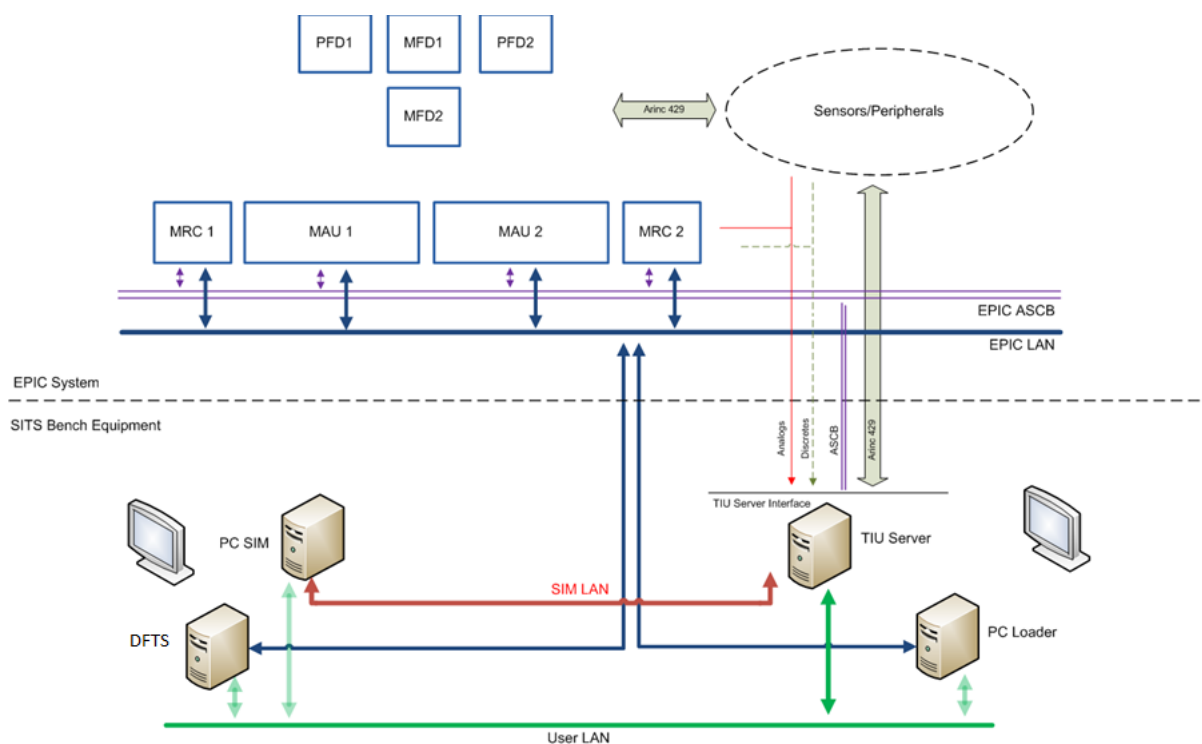 PFD1
MFD1
PFD2
MFD2
Arinc 429
Sensors/Peripherals
MRC 1
MAU 1
MAU 2
MRC 2
EPIC ASCB
EPIC LAN
EPIC System
SITS Bench Equipment
Analogs
Discretes
ASCB
Arinc 429
TIU Server Interface
PC SIM
TIU Server
SIM LAN
DFTS
PC Loader
User LAN